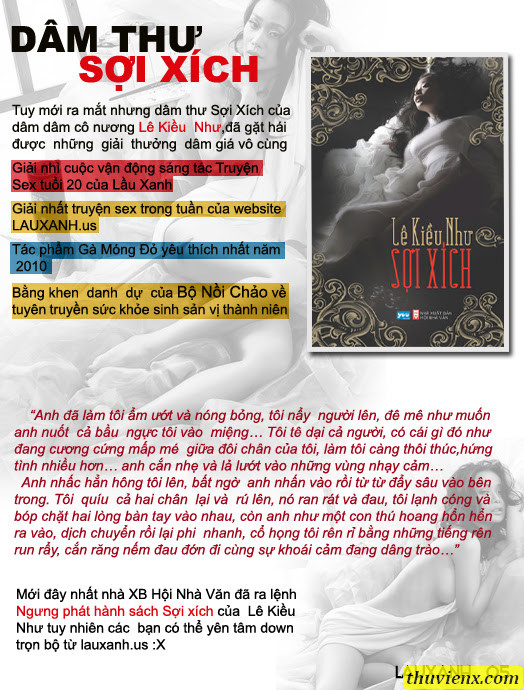 DÂM THƯ
SỢI XÍCH
Tuy mới ra mắt nhưng dâm thư Sợi Xích của
dâm dâm cô nương Lê Kiều Như,đã gặt hái
được những giải thưởng dâm giá vô cùng
Giải nhì cuộc vận động sáng tác Truyện
Sex tuổi 20 của Lầu Xanh
Giải nhất truyện sex trong tuần của website
LAUXANH.us
Tác phẩm Gà Móng Đỏ yêu thích nhất năm
2010
Bằng khen danh dự của Bộ Nồi Chảo về
tuyên truyền sức khỏe sinh sản vị thành niên
Lê Kiều Như
SỢI XÍCH
NHÀ XUẤT BẢN
HỘI NHÀ VĂN
“Anh đã làm tôi ẩm ướt và nóng bỏng, tôi nẩy người lên, đê mê như muốn
anh nuốt cả bầu ngực tôi vào miệng… Tôi tê dại cả người, có cái gì đó như
đang cương cứng mấp mé giữa đôi chân của tôi, làm tôi càng thôi thúc,hứng
tình nhiều hơn… anh cắn nhẹ và lả lướt vào những vùng nhạy cảm…
Anh nhấc hẳn hông tôi lên, bất ngờ anh nhấn vào rồi từ từ đẩy sâu vào bên
trong. Tôi quíu cả hai chân lại và rú lên, nó ran rát và đau, tôi lạnh cóng và
bóp chặt hai lòng bàn tay vào nhau, còn anh như một con thú hoang hổn hển
ra vào, dịch chuyển rồi lại phi nhanh, cổ họng tôi rên rỉ bằng những tiếng rên
run rẩy, cắn răng nếm đau đớn đi cùng sự khoái cảm đang dâng trào…”
Mới đây nhất nhà XB Hội Nhà Văn đã ra lệnh
Ngưng phát hành sách Sợi xích của Lê Kiều
Như tuy nhiên các bạn có thể yên tâm down
trọn bộ từ lauxanh.us :X
thuvienx.com